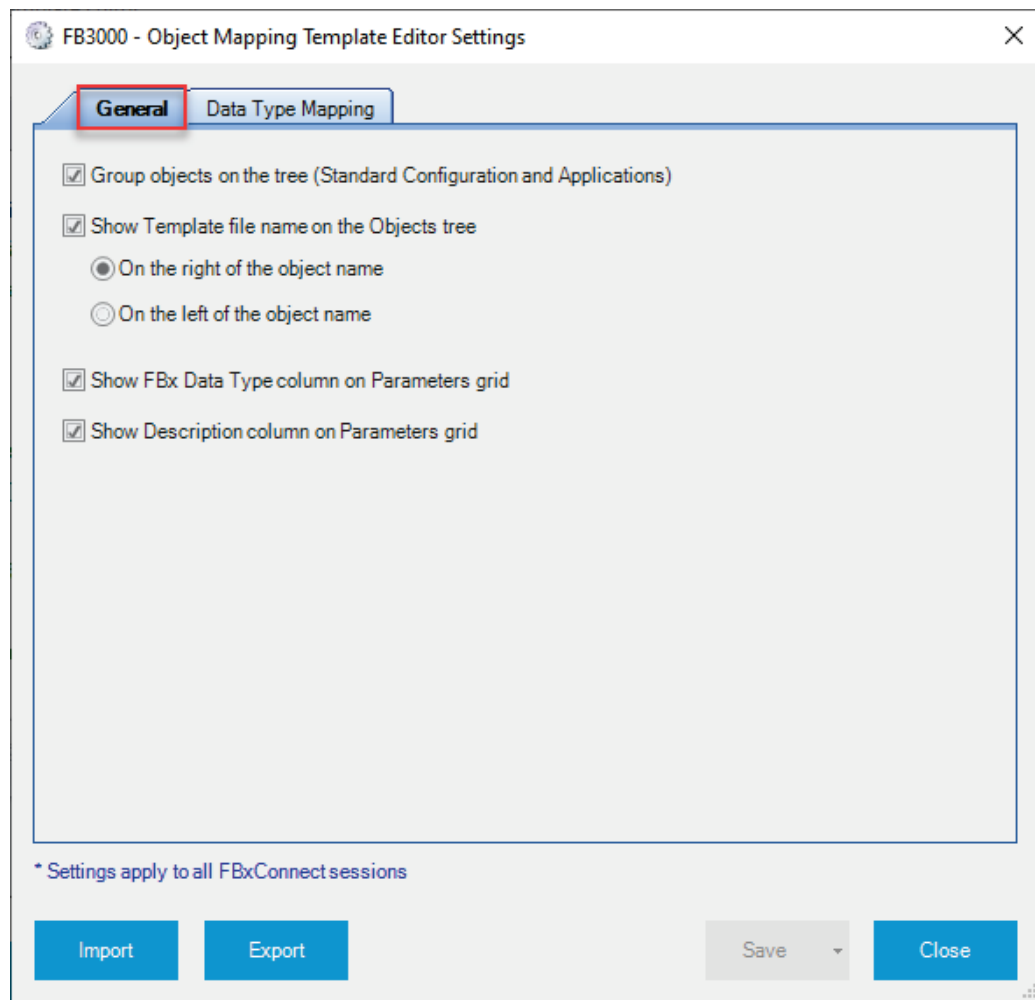 FB3000 - Object Mapping Template Editor Settings
General
Data Type Mapping
Group objects on the tree (Standard Configuration and Applications)
Show Template file name on the Objects tree
On the right of the object name
On the left of the object name
Show FBx Data Type column on Parameters grid
Show Description column on Parameters grid
* Settings apply to all FBxConnect sessions
Import
Export
Save
Close